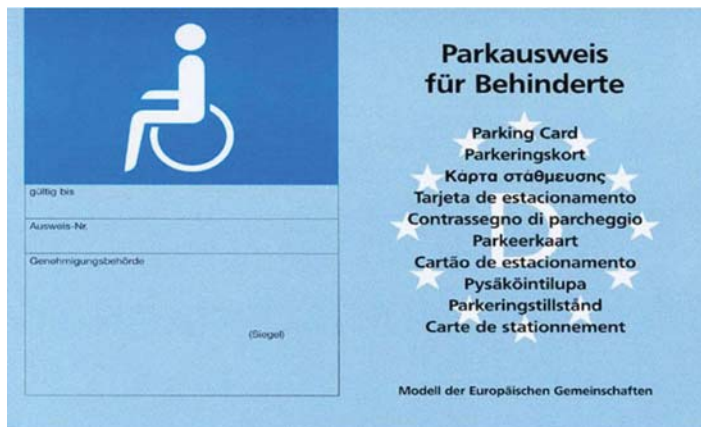 gültig bis
Ausweis-Nr.
Genehmigungsbehörde
(Siegel)
Parkausweis
für Behinderte
Parking Card
Parkeringskort
Κάρτα στάθμευσης
Tarjeta de estacionamento
Contrassegno di parcheggio
Parkeerkaart
Cartão de estacionamento
Pysäköintilupa
Parkeringstillstånd
Carte de stationnement
D
Modell der Europäischen Gemeinschaften